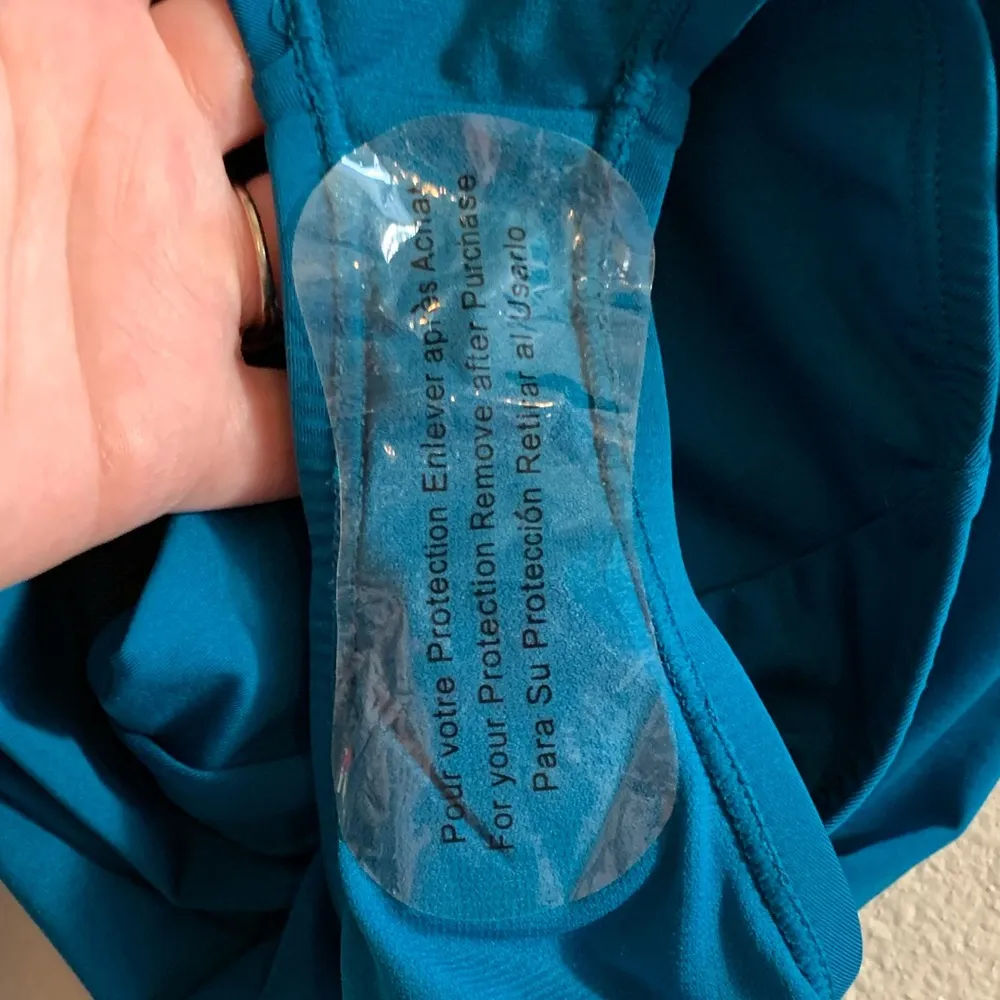 Pour votre Protection Enlever après Achat
For your Protection Remove after Purchase
Para Su Protección Retirar al Usarlo